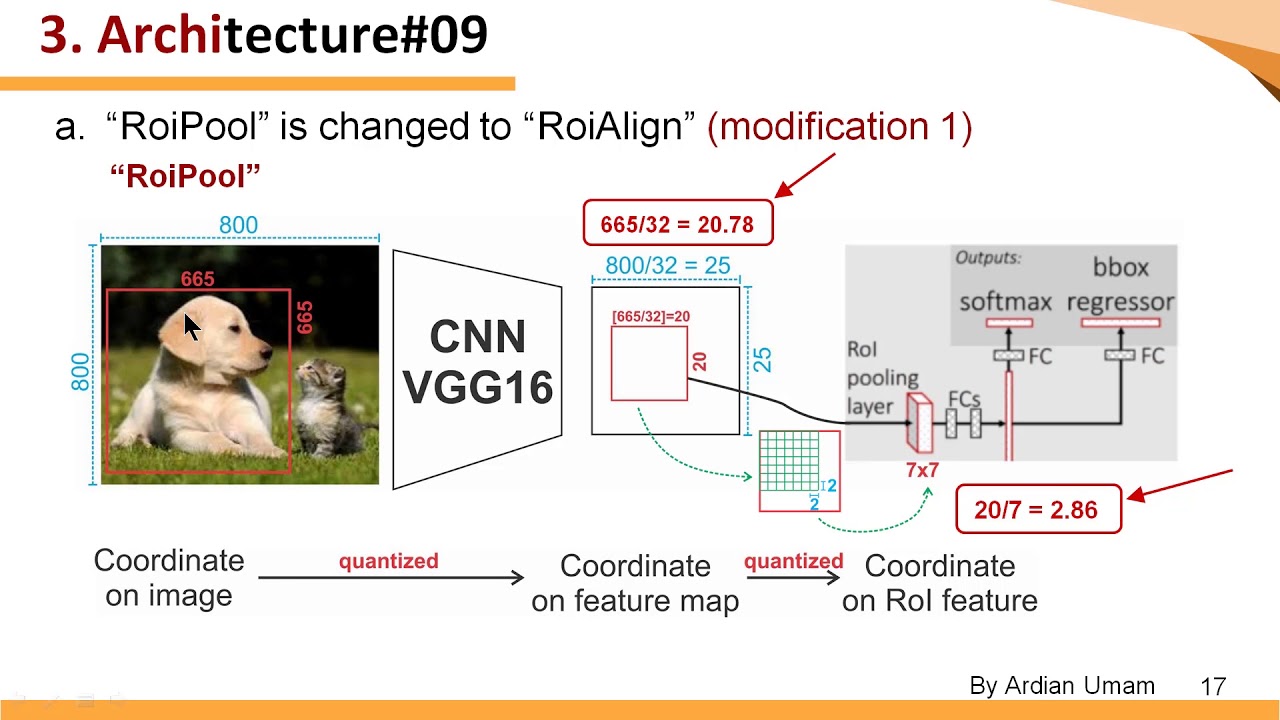 3. Architecture#09
a. “RoiPool” is changed to “RoiAlign” (modification 1)
“RoiPool”
800
800
665
665
CNN
VGG16
665/32 = 20.78
800/32 = 25
[665/32]=20
20
25
2
2
Outputs:
softmax
bbox
regressor
FC
FC
RoI
pooling
layer
FCs
7x7
20/7 = 2.86
Coordinate
on image
quantized
Coordinate
on feature map
quantized
Coordinate
on RoI feature
By Ardian Umam
17